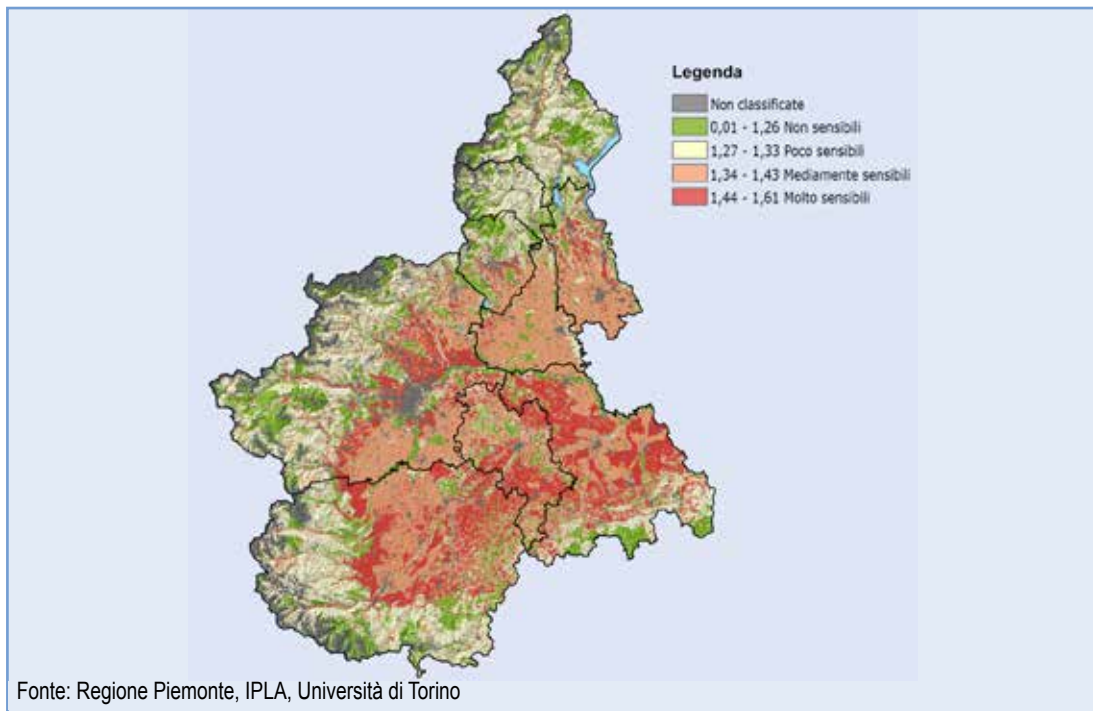 Legenda
Non classificate
0,01 - 1,26 Non sensibili
1,27 - 1,33 Poco sensibili
1,34 - 1,43 Mediamente sensibili
1,44 - 1,61 Molto sensibili
Fonte: Regione Piemonte, IPLA, Università di Torino